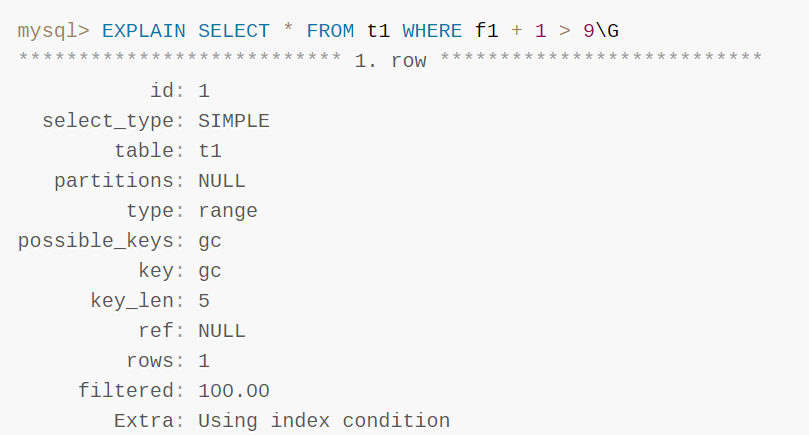 mysql> EXPLAIN SELECT * FROM t1 WHERE f1 + 1 > 9\G
*************************** 1. row ***************************
id: 1
select_type: SIMPLE
table: t1
partitions: NULL
type: range
possible_keys: gc
key: gc
key_len: 5
ref: NULL
rows: 1
filtered: 100.00
Extra: Using index condition